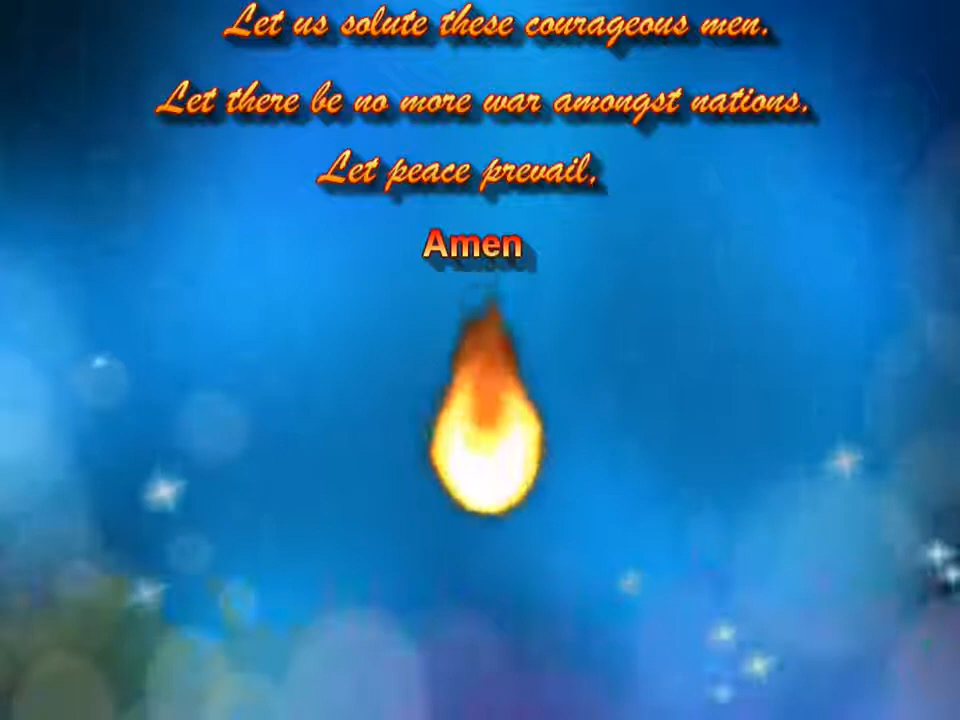 Let us solute these courageous men.
Let there be no more war amongst nations.
Let peace prevail,
Amen